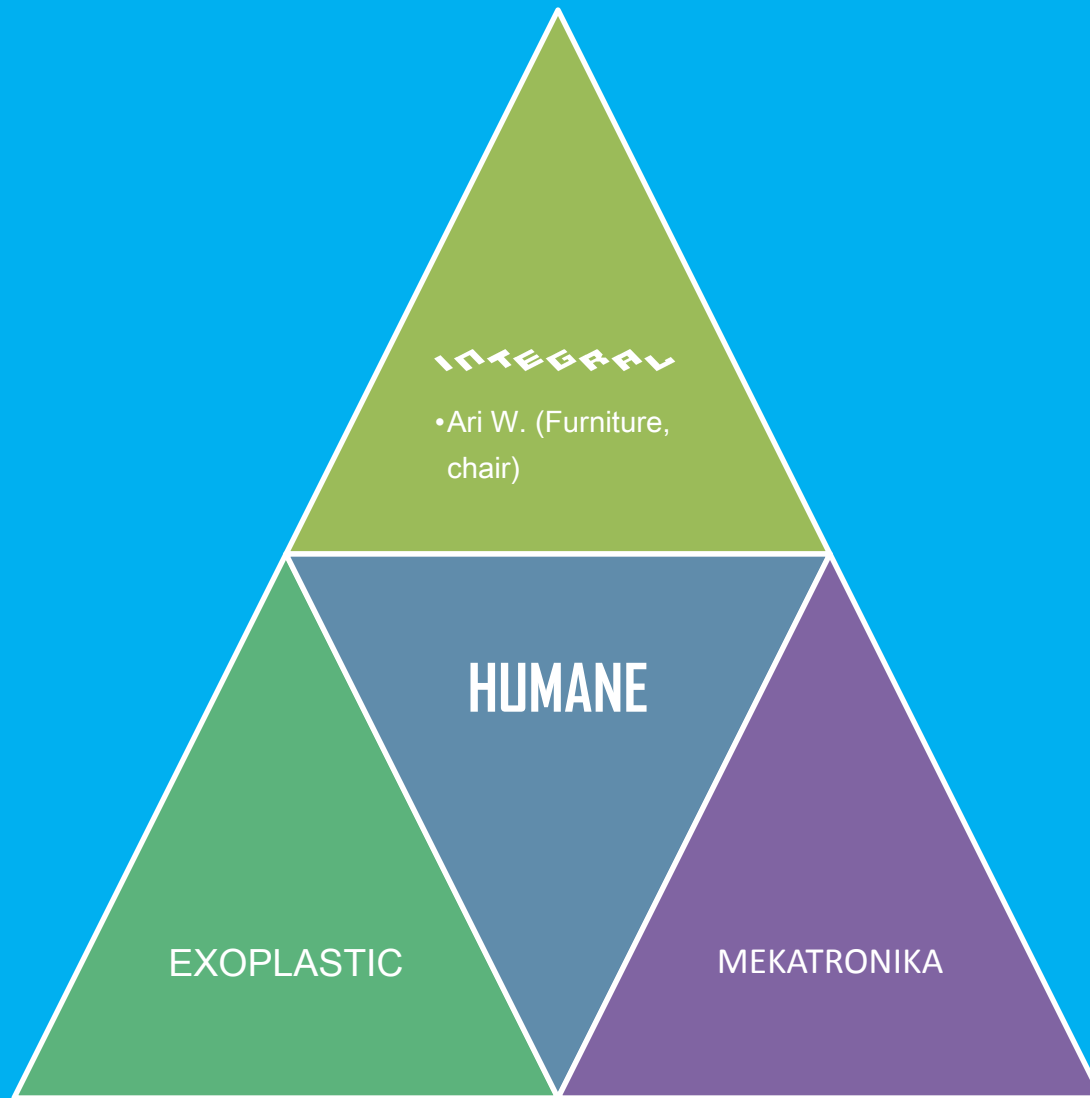 INTEGRAL
•Ari W. (Furniture,
chair)
HUMANE
EXOPLASTIC
MEKATRONIKA